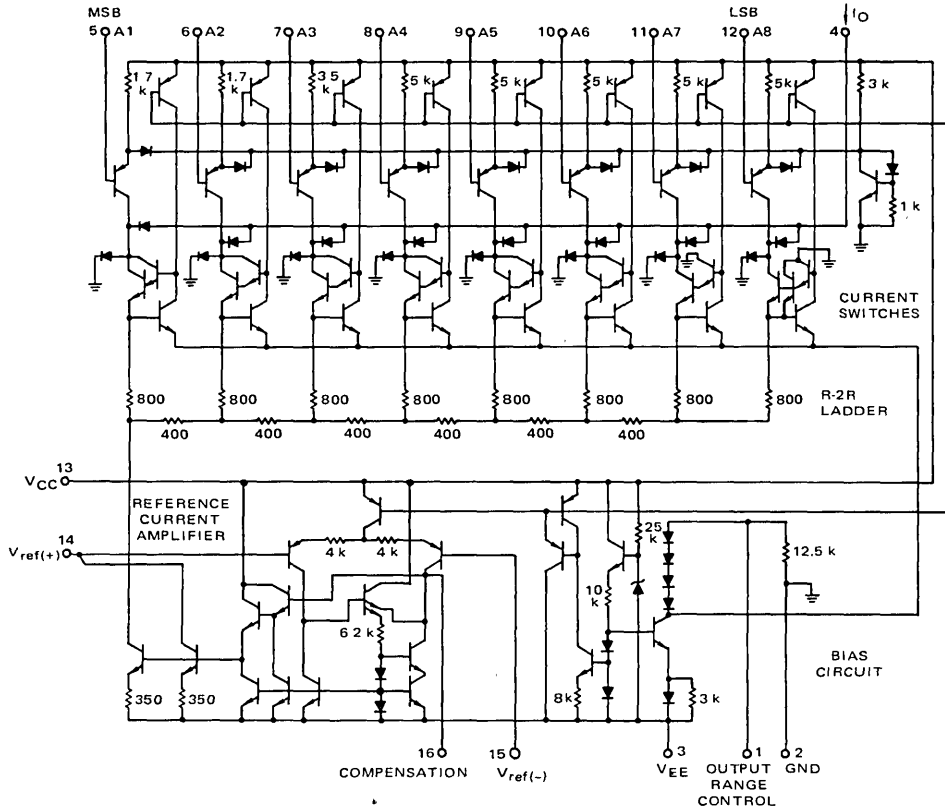 MSB
5 A1
6 A2
7 A3
8 A4
9 A5
10 A6
11 A7
LSB
12 A8
I_O
4
1.7
k
1.7
k
3 5
k
5 k
5 k
5 k
5 k
5k
3 k
1 k
CURRENT
SWITCHES
800
800
800
800
800
800
800
800
R-2R
LADDER
400
400
400
400
400
400
13
VCC
REFERENCE
CURRENT
AMPLIFIER
14
Vref(+)
4 k
4 k
25
k
12.5 k
10
k
6 2 k
BIAS
CIRCUIT
350
350
8k
3 k
16
COMPENSATION
15
Vref(–)
3
VEE
1
OUTPUT
RANGE
CONTROL
2
GND